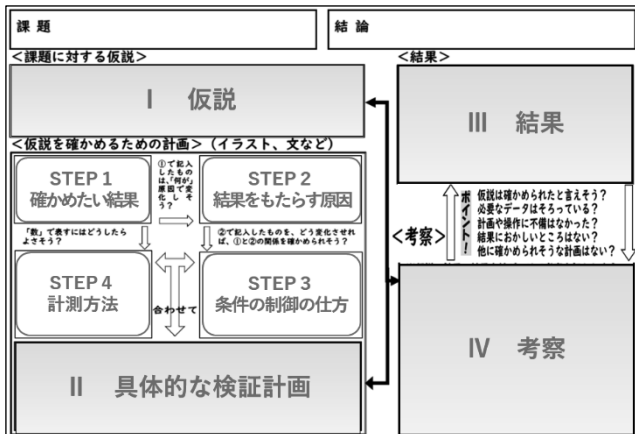 課 題
結 論
<課題に対する仮説>
Ⅰ 仮説
<仮説を確かめるための計画>(イラスト、文など)
STEP 1
確かめたい結果
①で記入
したもの
は、「何が」
原因で変
化しそ
う?
STEP 2
結果をもたらす原因
「数」で表すにはどうしたら
よさそう?
②で記入したものを、どう変化させれ
ば、①と②の関係を確かめられそう?
STEP 4
計測方法
合わせて
STEP 3
条件の制御の仕方
Ⅱ 具体的な検証計画
<結果>
Ⅲ 結果
<考察>
ポイント!
仮説は確かめられたと言えそう?
必要なデータはそろっている?
計画や操作に不備はなかった?
結果におかしいところはない?
他に確かめられそうな計画はない?
Ⅳ 考察